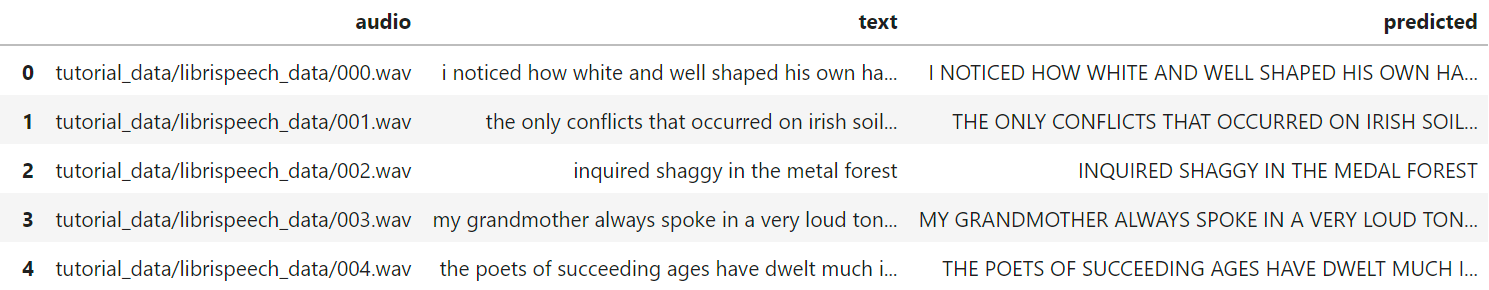 audio text predicted
0 tutorial_data/librispeech_data/000.wav i noticed how white and well shaped his own ha... I NOTICED HOW WHITE AND WELL SHAPED HIS OWN HA...
1 tutorial_data/librispeech_data/001.wav the only conflicts that occurred on irish soil... THE ONLY CONFLICTS THAT OCCURRED ON IRISH SOIL...
2 tutorial_data/librispeech_data/002.wav inquired shaggy in the metal forest INQUIRED SHAGGY IN THE MEDAL FOREST
3 tutorial_data/librispeech_data/003.wav my grandmother always spoke in a very loud ton... MY GRANDMOTHER ALWAYS SPOKE IN A VERY LOUD TON...
4 tutorial_data/librispeech_data/004.wav the poets of succeeding ages have dwelt much i... THE POETS OF SUCCEEDING AGES HAVE DWELT MUCH I...